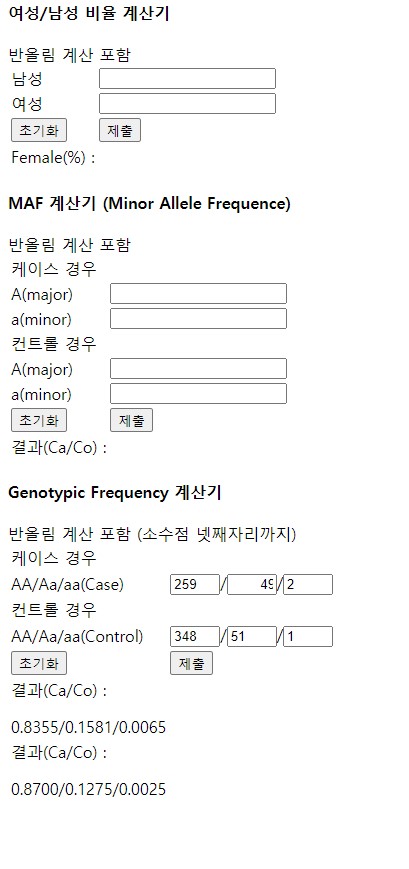 여성/남성 비율 계산기
반올림 계산 포함
남성
여성
초기화 제출
Female(%) :
MAF 계산기 (Minor Allele Frequence)
반올림 계산 포함
케이스 경우
A(major)
a(minor)
컨트롤 경우
A(major)
a(minor)
초기화 제출
결과(Ca/Co) :
Genotypic Frequency 계산기
반올림 계산 포함 (소수점 넷째자리까지)
케이스 경우
AA/Aa/aa(Case) 259 / 49 / 2
컨트롤 경우
AA/Aa/aa(Control) 348 / 51 / 1
초기화 제출
결과(Ca/Co) :
0.8355/0.1581/0.0065
결과(Ca/Co) :
0.8700/0.1275/0.0025